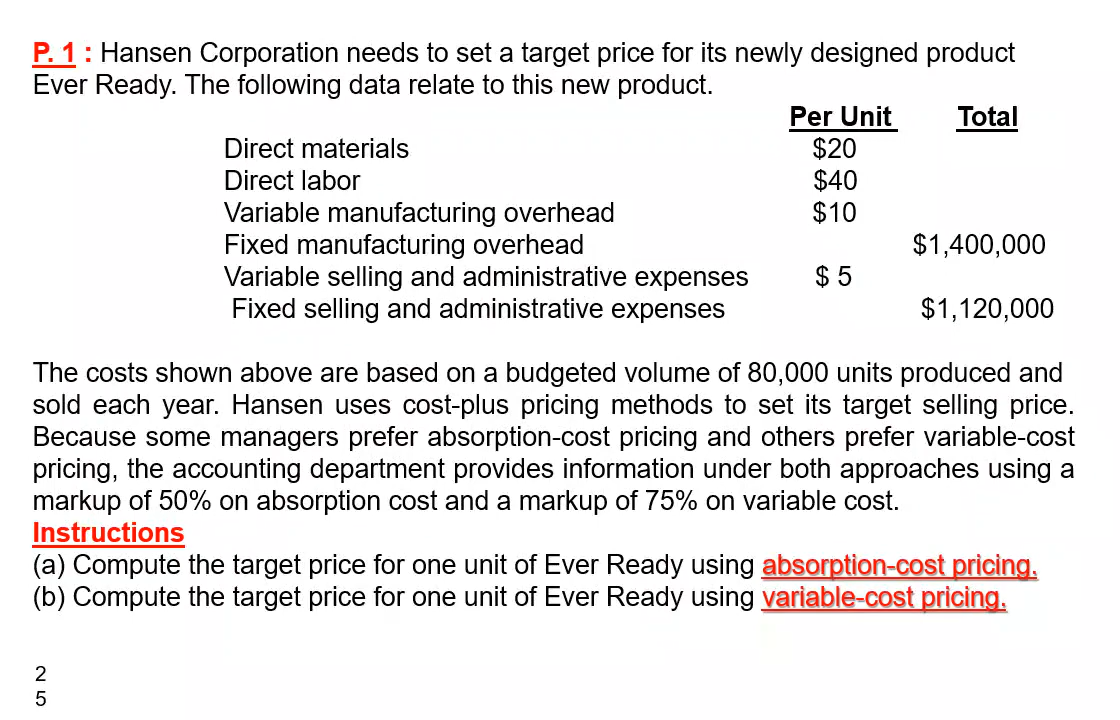 P. 1 : Hansen Corporation needs to set a target price for its newly designed product
Ever Ready. The following data relate to this new product.
Per Unit Total
Direct materials $20
Direct labor $40
Variable manufacturing overhead $10
Fixed manufacturing overhead $1,400,000
Variable selling and administrative expenses $ 5
Fixed selling and administrative expenses $1,120,000
The costs shown above are based on a budgeted volume of 80,000 units produced and
sold each year. Hansen uses cost-plus pricing methods to set its target selling price.
Because some managers prefer absorption-cost pricing and others prefer variable-cost
pricing, the accounting department provides information under both approaches using a
markup of 50% on absorption cost and a markup of 75% on variable cost.
Instructions
(a) Compute the target price for one unit of Ever Ready using absorption-cost pricing.
(b) Compute the target price for one unit of Ever Ready using variable-cost pricing.
2
5